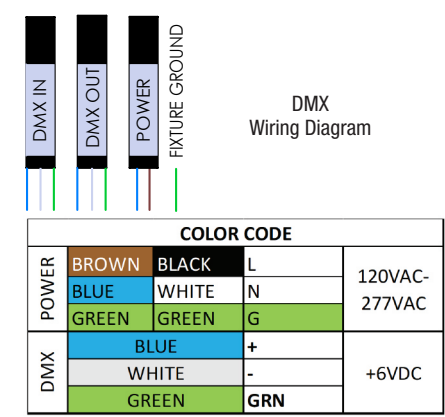 DMX IN
DMX OUT
POWER
FIXTURE GROUND
DMX
Wiring Diagram
COLOR CODE
POWER
BROWN BLACK L
BLUE WHITE N
GREEN GREEN G
120VAC-
277VAC
DMX
BLUE +
WHITE -
GREEN GRN
+6VDC